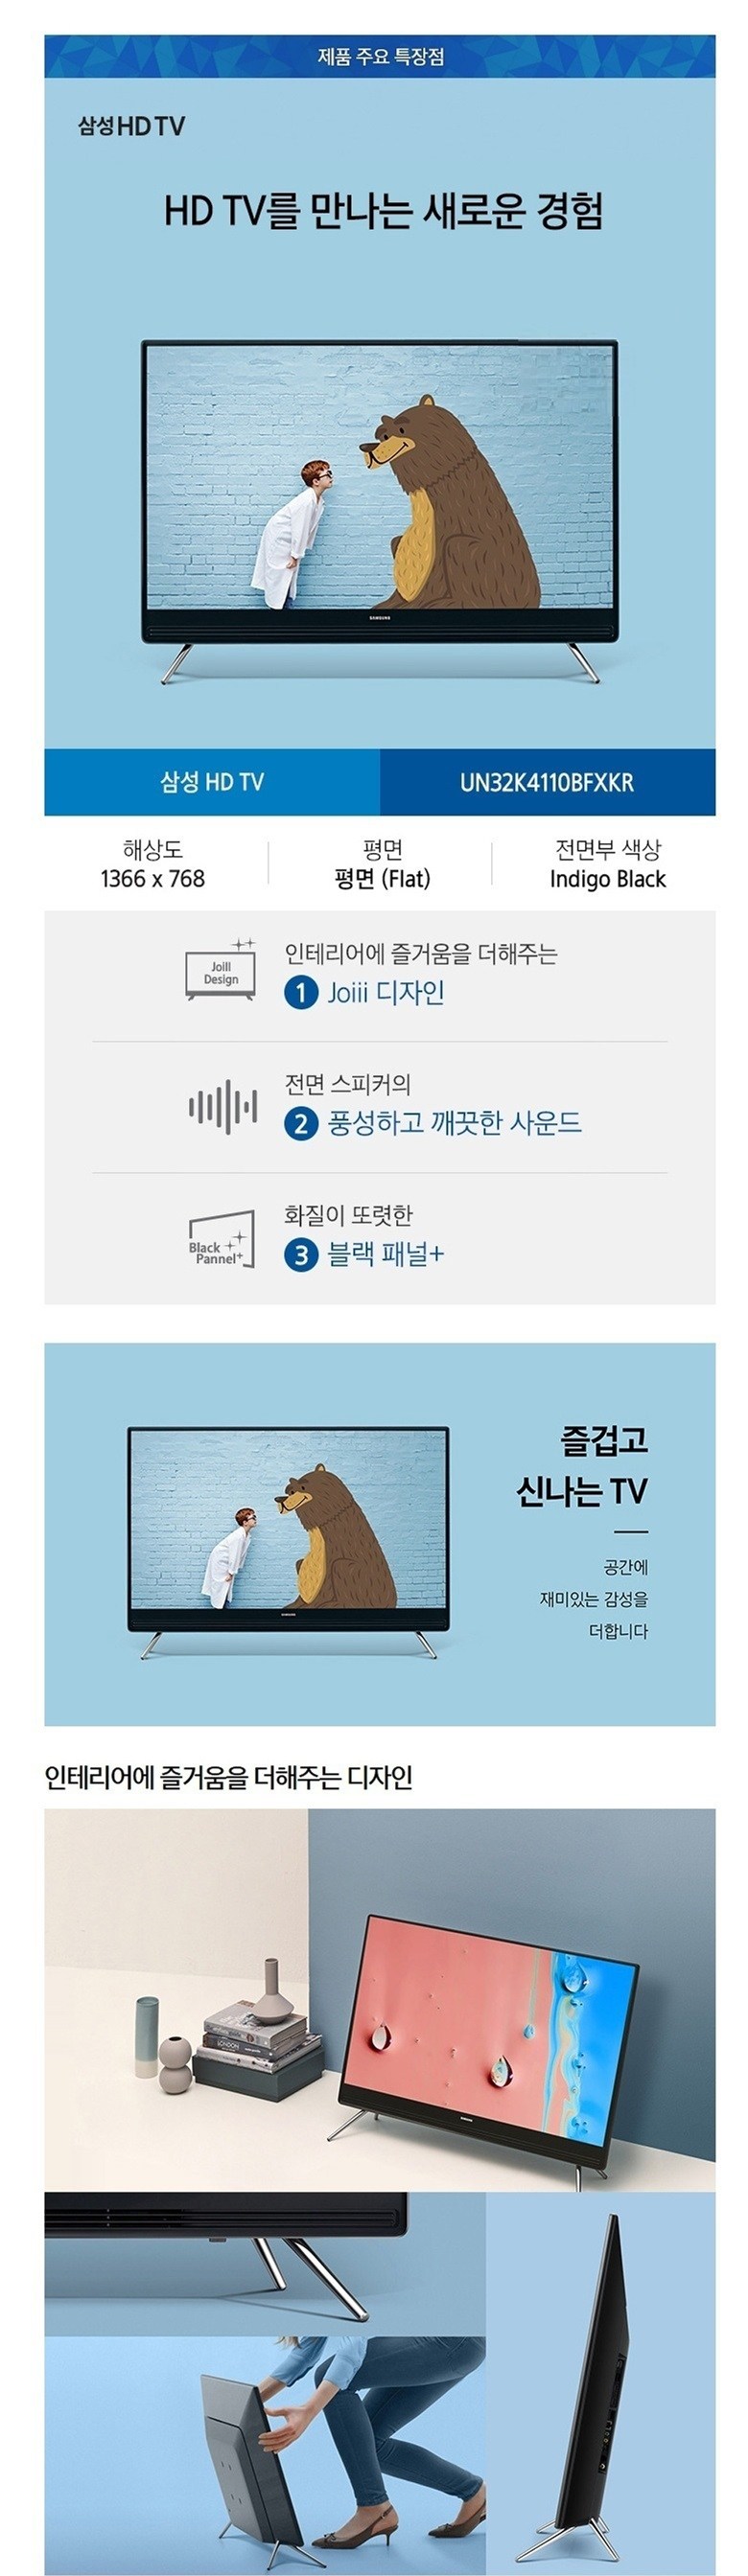 제품 주요 특장점
삼성 HD TV
HD TV를 만나는 새로운 경험
SAMSUNG
삼성 HD TV
UN32K4110BFXKR
해상도
1366 x 768
평면
평면 (Flat)
전면부 색상
Indigo Black
Joiii
Design
인테리어에 즐거움을 더해주는
1 Joiii 디자인
전면 스피커의
2 풍성하고 깨끗한 사운드
Black
Pannel+
화질이 또렷한
3 블랙 패널+
SAMSUNG
즐겁고
신나는 TV
공간에
재미있는 감성을
더합니다
인테리어에 즐거움을 더해주는 디자인
LONDON
SAMSUNG